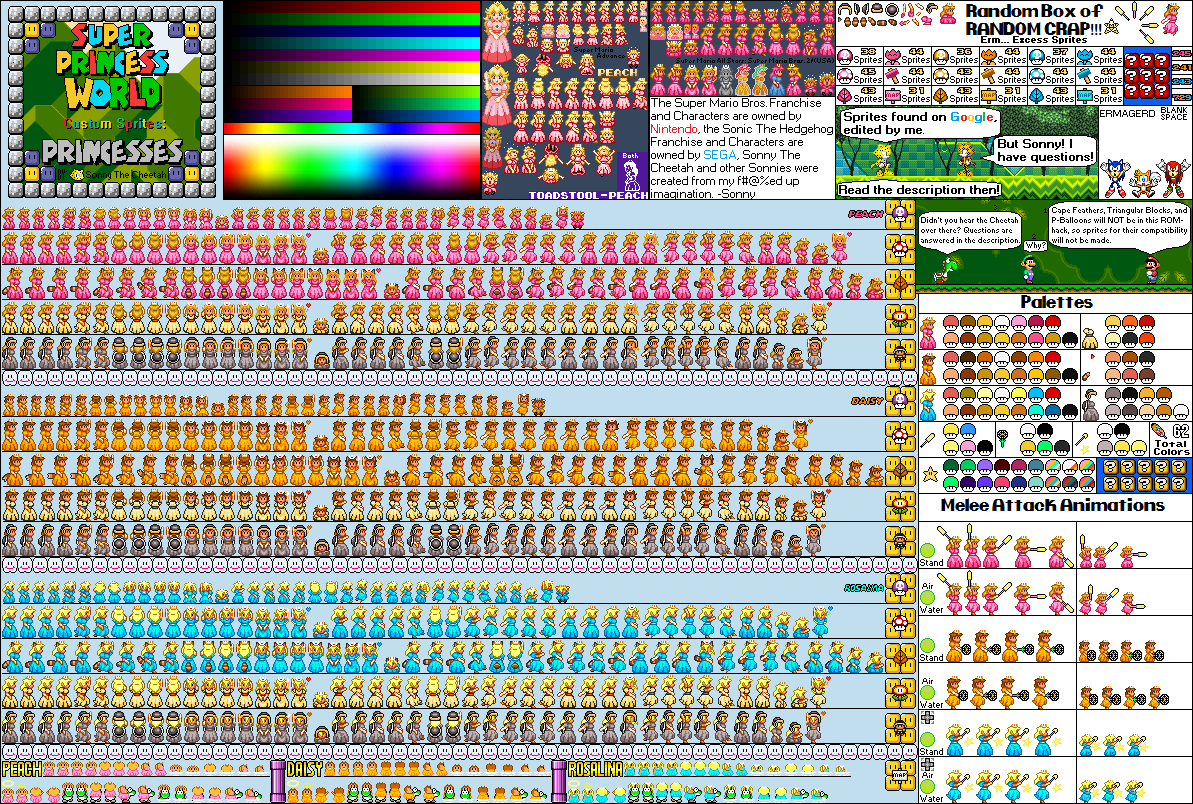 SUPER
PRINCESS
WORLD
Custom Sprites:
PRINCESSES
BY Sonny The Cheetah
Super Mario
Advance
PEACH
Both
TOADSTOOL-PEACH
Super Mario All Stars: Super Mario Bros. 2 (USA)
The Super Mario Bros. Franchise
and Characters are owned by
Nintendo, the Sonic The Hedgehog
Franchise and Characters are
owned by SEGA, Sonny The
Cheetah and other Sonnies were
created from my f#@%ed up
imagination. -Sonny
Random Box of
RANDOM CRAP!!!
Erm... Excess Sprites
38 Sprites 44 Sprites 36 Sprites 44 Sprites 37 Sprites 44 Sprites
45 Sprites 44 Sprites 43 Sprites 44 Sprites 44 Sprites 44 Sprites
43 Sprites MAP 31 Sprites 43 Sprites MAP 31 Sprites 43 Sprites MAP 31 Sprites
245
241
Sprites found on Google,
edited by me.
But Sonny! I
have questions!
Read the description then!
ERMAGERD
BLANK
SPACE
Didn't you hear the Cheetah
over there? Questions are
answered in the description.
Why?
Cape Feathers, Triangular Blocks, and
P-Balloons will NOT be in this ROM-
hack, so sprites for their compatibility
will not be made.
PEACH
DAISY
ROSALINA
Palettes
62
Total
Colors
Melee Attack Animations
Stand
Air
Water
Stand
Air
Water
Stand
Air
Water
PEACH
DAISY
ROSALINA
MAP